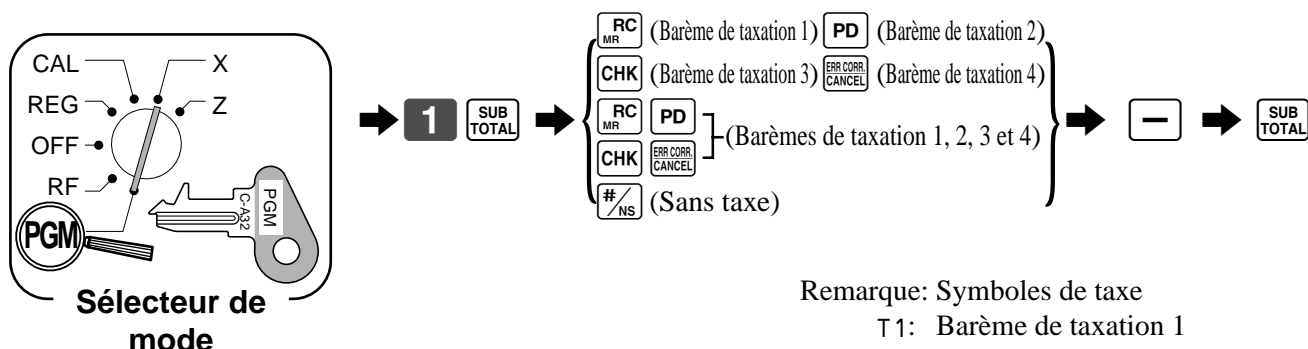 CAL X
REG Z
OFF
RF
PGM
PGM
C-A32
Sélecteur de
mode
1 SUB TOTAL
RC MR (Barème de taxation 1) PD (Barème de taxation 2)
CHK (Barème de taxation 3) ERR CORR. CANCEL (Barème de taxation 4)
RC MR PD
(Barèmes de taxation 1, 2, 3 et 4)
CHK ERR CORR. CANCEL
#/NS (Sans taxe)
− SUB TOTAL
Remarque: Symboles de taxe
T1: Barème de taxation 1